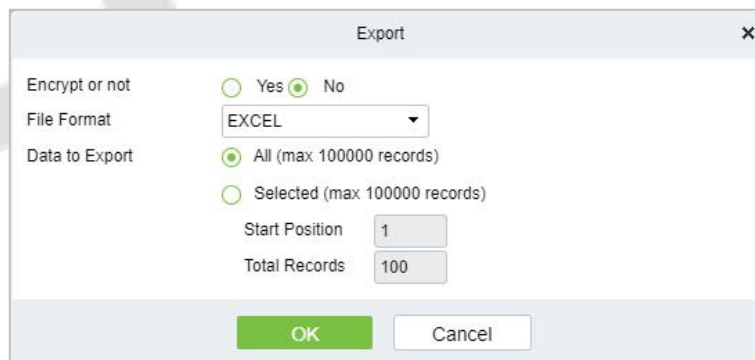 Export
Encrypt or not Yes No
File Format EXCEL
Data to Export All (max 100000 records)
Selected (max 100000 records)
Start Position 1
Total Records 100
OK Cancel